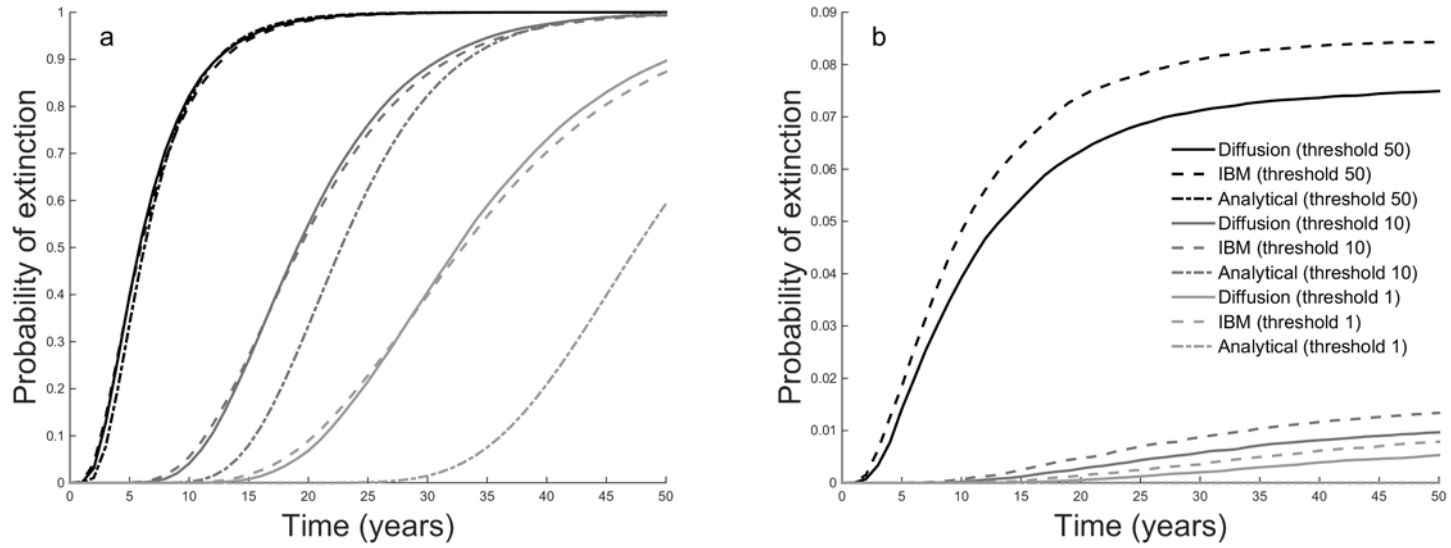 a
Probability of extinction
1
0.9
0.8
0.7
0.6
0.5
0.4
0.3
0.2
0.1
0
0 5 10 15 20 25 30 35 40 45 50
Time (years)
b
Probability of extinction
0.09
0.08
0.07
0.06
0.05
0.04
0.03
0.02
0.01
0
0 5 10 15 20 25 30 35 40 45 50
Time (years)
Diffusion (threshold 50)
IBM (threshold 50)
Analytical (threshold 50)
Diffusion (threshold 10)
IBM (threshold 10)
Analytical (threshold 10)
Diffusion (threshold 1)
IBM (threshold 1)
Analytical (threshold 1)